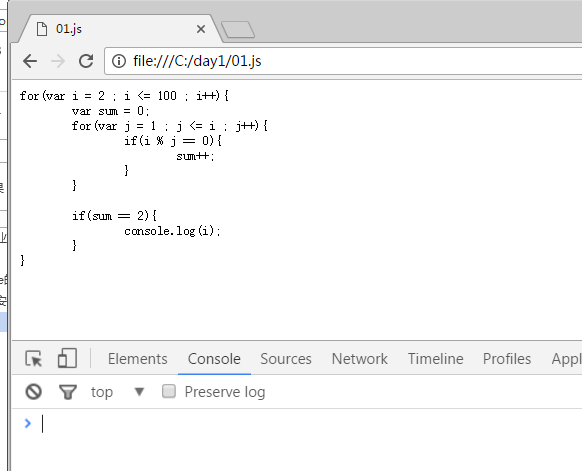 01.js
file:///C:/day1/01.js
for(var i = 2 ; i <= 100 ; i++){
var sum = 0;
for(var j = 1 ; j <= i ; j++){
if(i % j == 0){
sum++;
}
}
if(sum == 2){
console.log(i);
}
}
Elements Console Sources Network Timeline Profiles Appl
top Preserve log